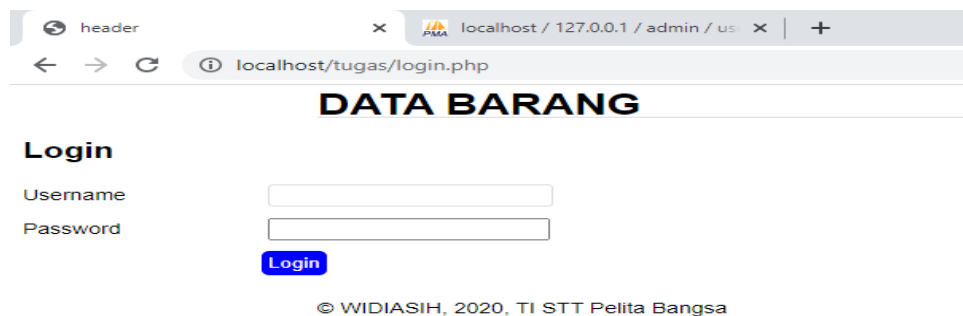 header localhost / 127.0.0.1 / admin / us
localhost/tugas/login.php
DATA BARANG
Login
Username
Password
Login
© WIDIASIH, 2020, TI STT Pelita Bangsa